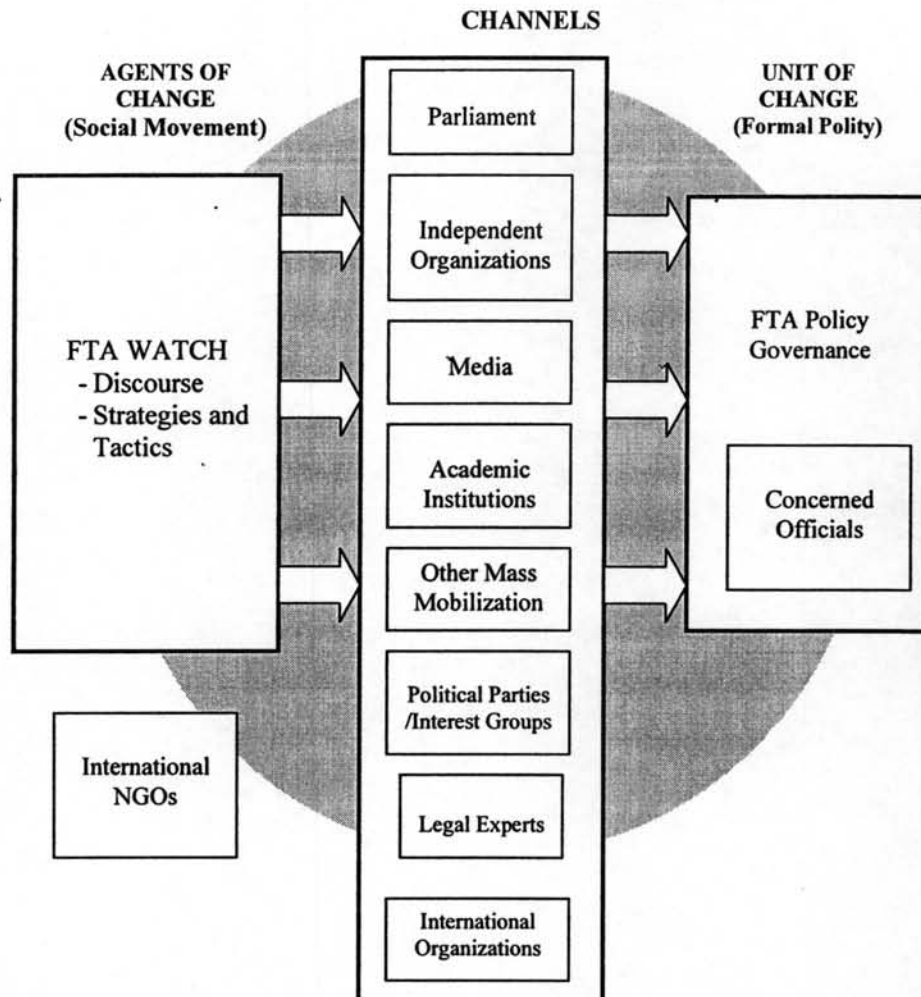 CHANNELS
AGENTS OF
CHANGE
(Social Movement)
FTA WATCH
- Discourse
- Strategies and
Tactics
International
NGOs
Parliament
Independent
Organizations
Media
Academic
Institutions
Other Mass
Mobilization
Political Parties
/Interest Groups
Legal Experts
International
Organizations
UNIT OF
CHANGE
(Formal Polity)
FTA Policy
Governance
Concerned
Officials